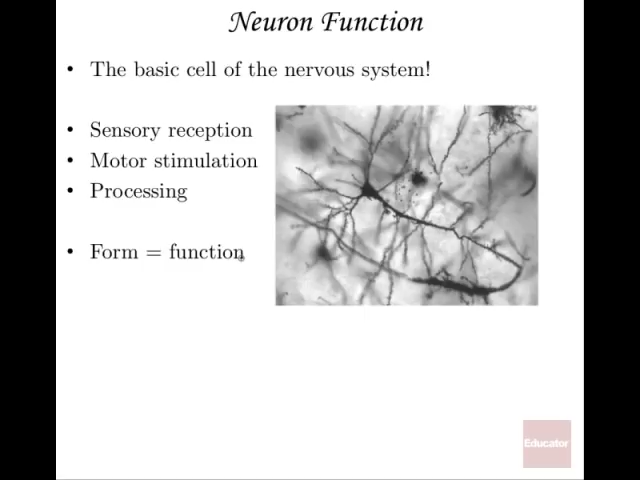 Neuron Function
• The basic cell of the nervous system!
• Sensory reception
• Motor stimulation
• Processing
• Form = function
Educator